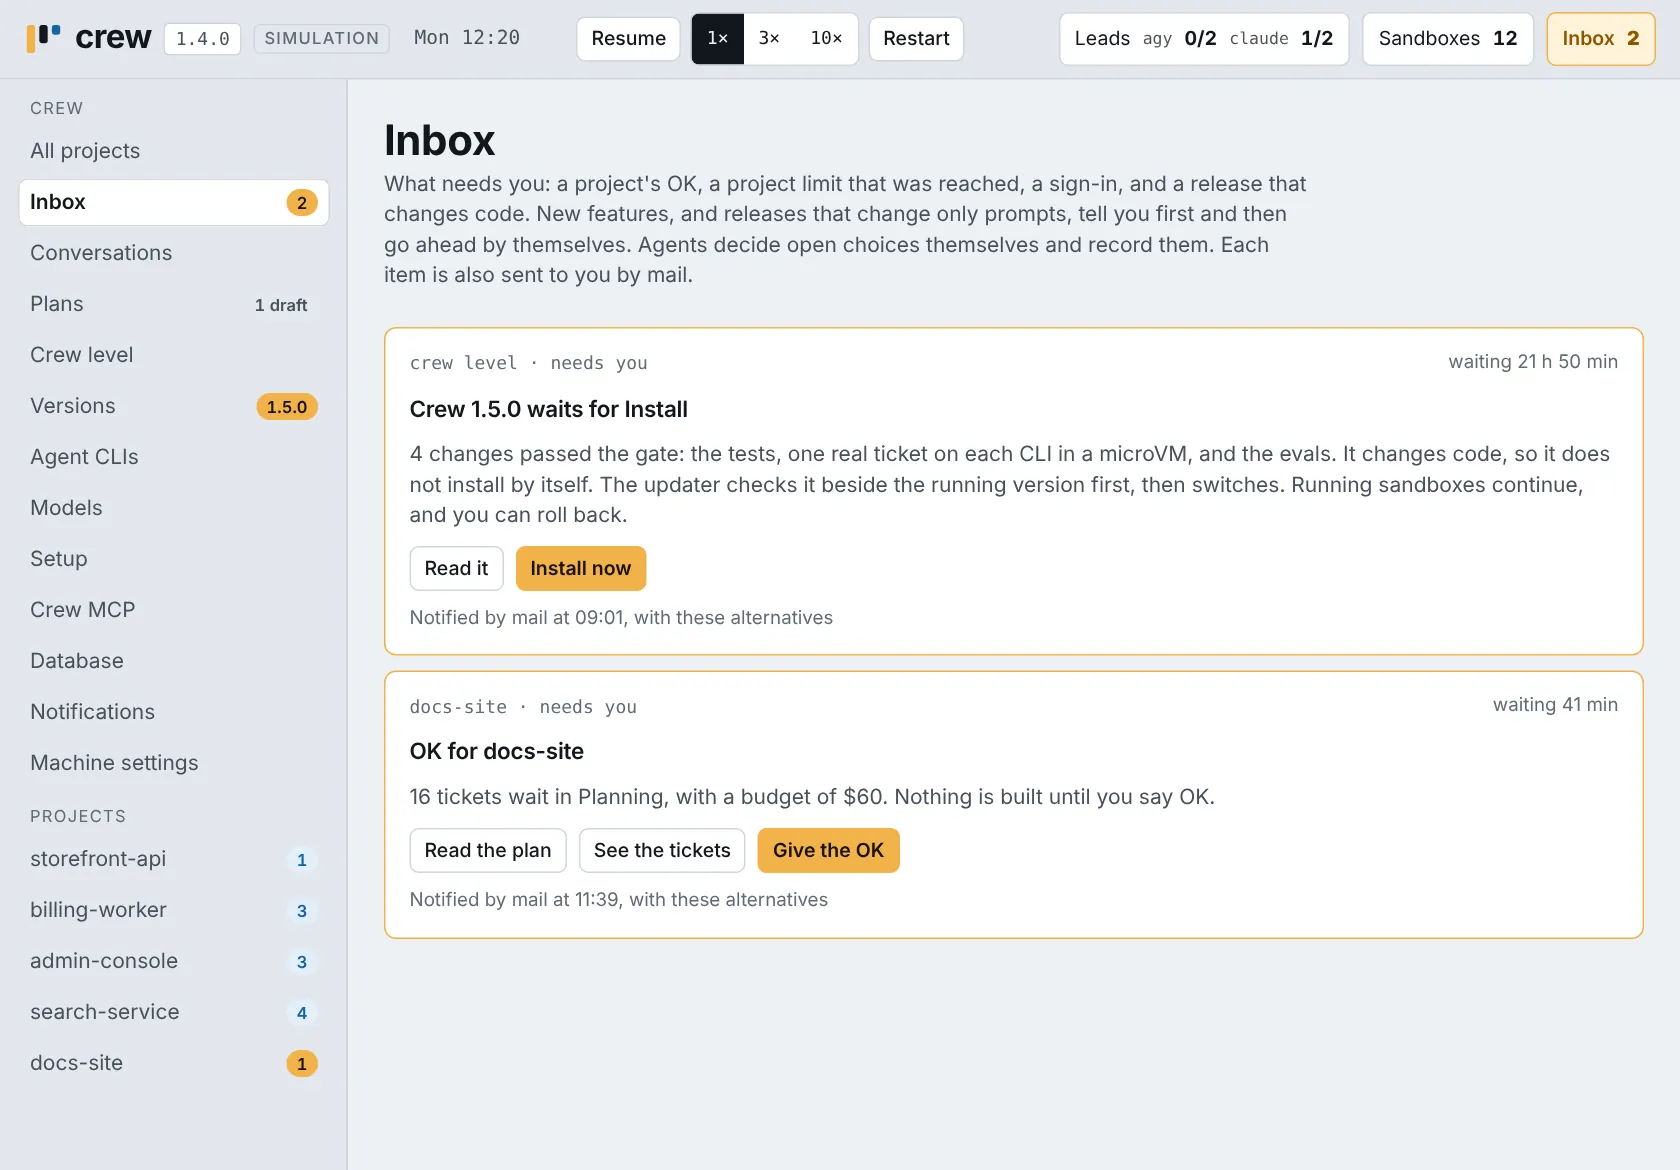 crew 1.4.0 SIMULATION Mon 12:20 Resume 1× 3× 10× Restart Leads agy 0/2 claude 1/2 Sandboxes 12 Inbox 2
CREW
All projects
Inbox 2
Conversations
Plans 1 draft
Crew level
Versions 1.5.0
Agent CLIs
Models
Setup
Crew MCP
Database
Notifications
Machine settings
PROJECTS
storefront-api 1
billing-worker 3
admin-console 3
search-service 4
docs-site 1
Inbox
What needs you: a project's OK, a project limit that was reached, a sign-in, and a release that
changes code. New features, and releases that change only prompts, tell you first and then
go ahead by themselves. Agents decide open choices themselves and record them. Each
item is also sent to you by mail.
crew level · needs you waiting 21 h 50 min
Crew 1.5.0 waits for Install
4 changes passed the gate: the tests, one real ticket on each CLI in a microVM, and the evals. It changes code, so it does
not install by itself. The updater checks it beside the running version first, then switches. Running sandboxes continue,
and you can roll back.
Read it Install now
Notified by mail at 09:01, with these alternatives
docs-site · needs you waiting 41 min
OK for docs-site
16 tickets wait in Planning, with a budget of $60. Nothing is built until you say OK.
Read the plan See the tickets Give the OK
Notified by mail at 11:39, with these alternatives